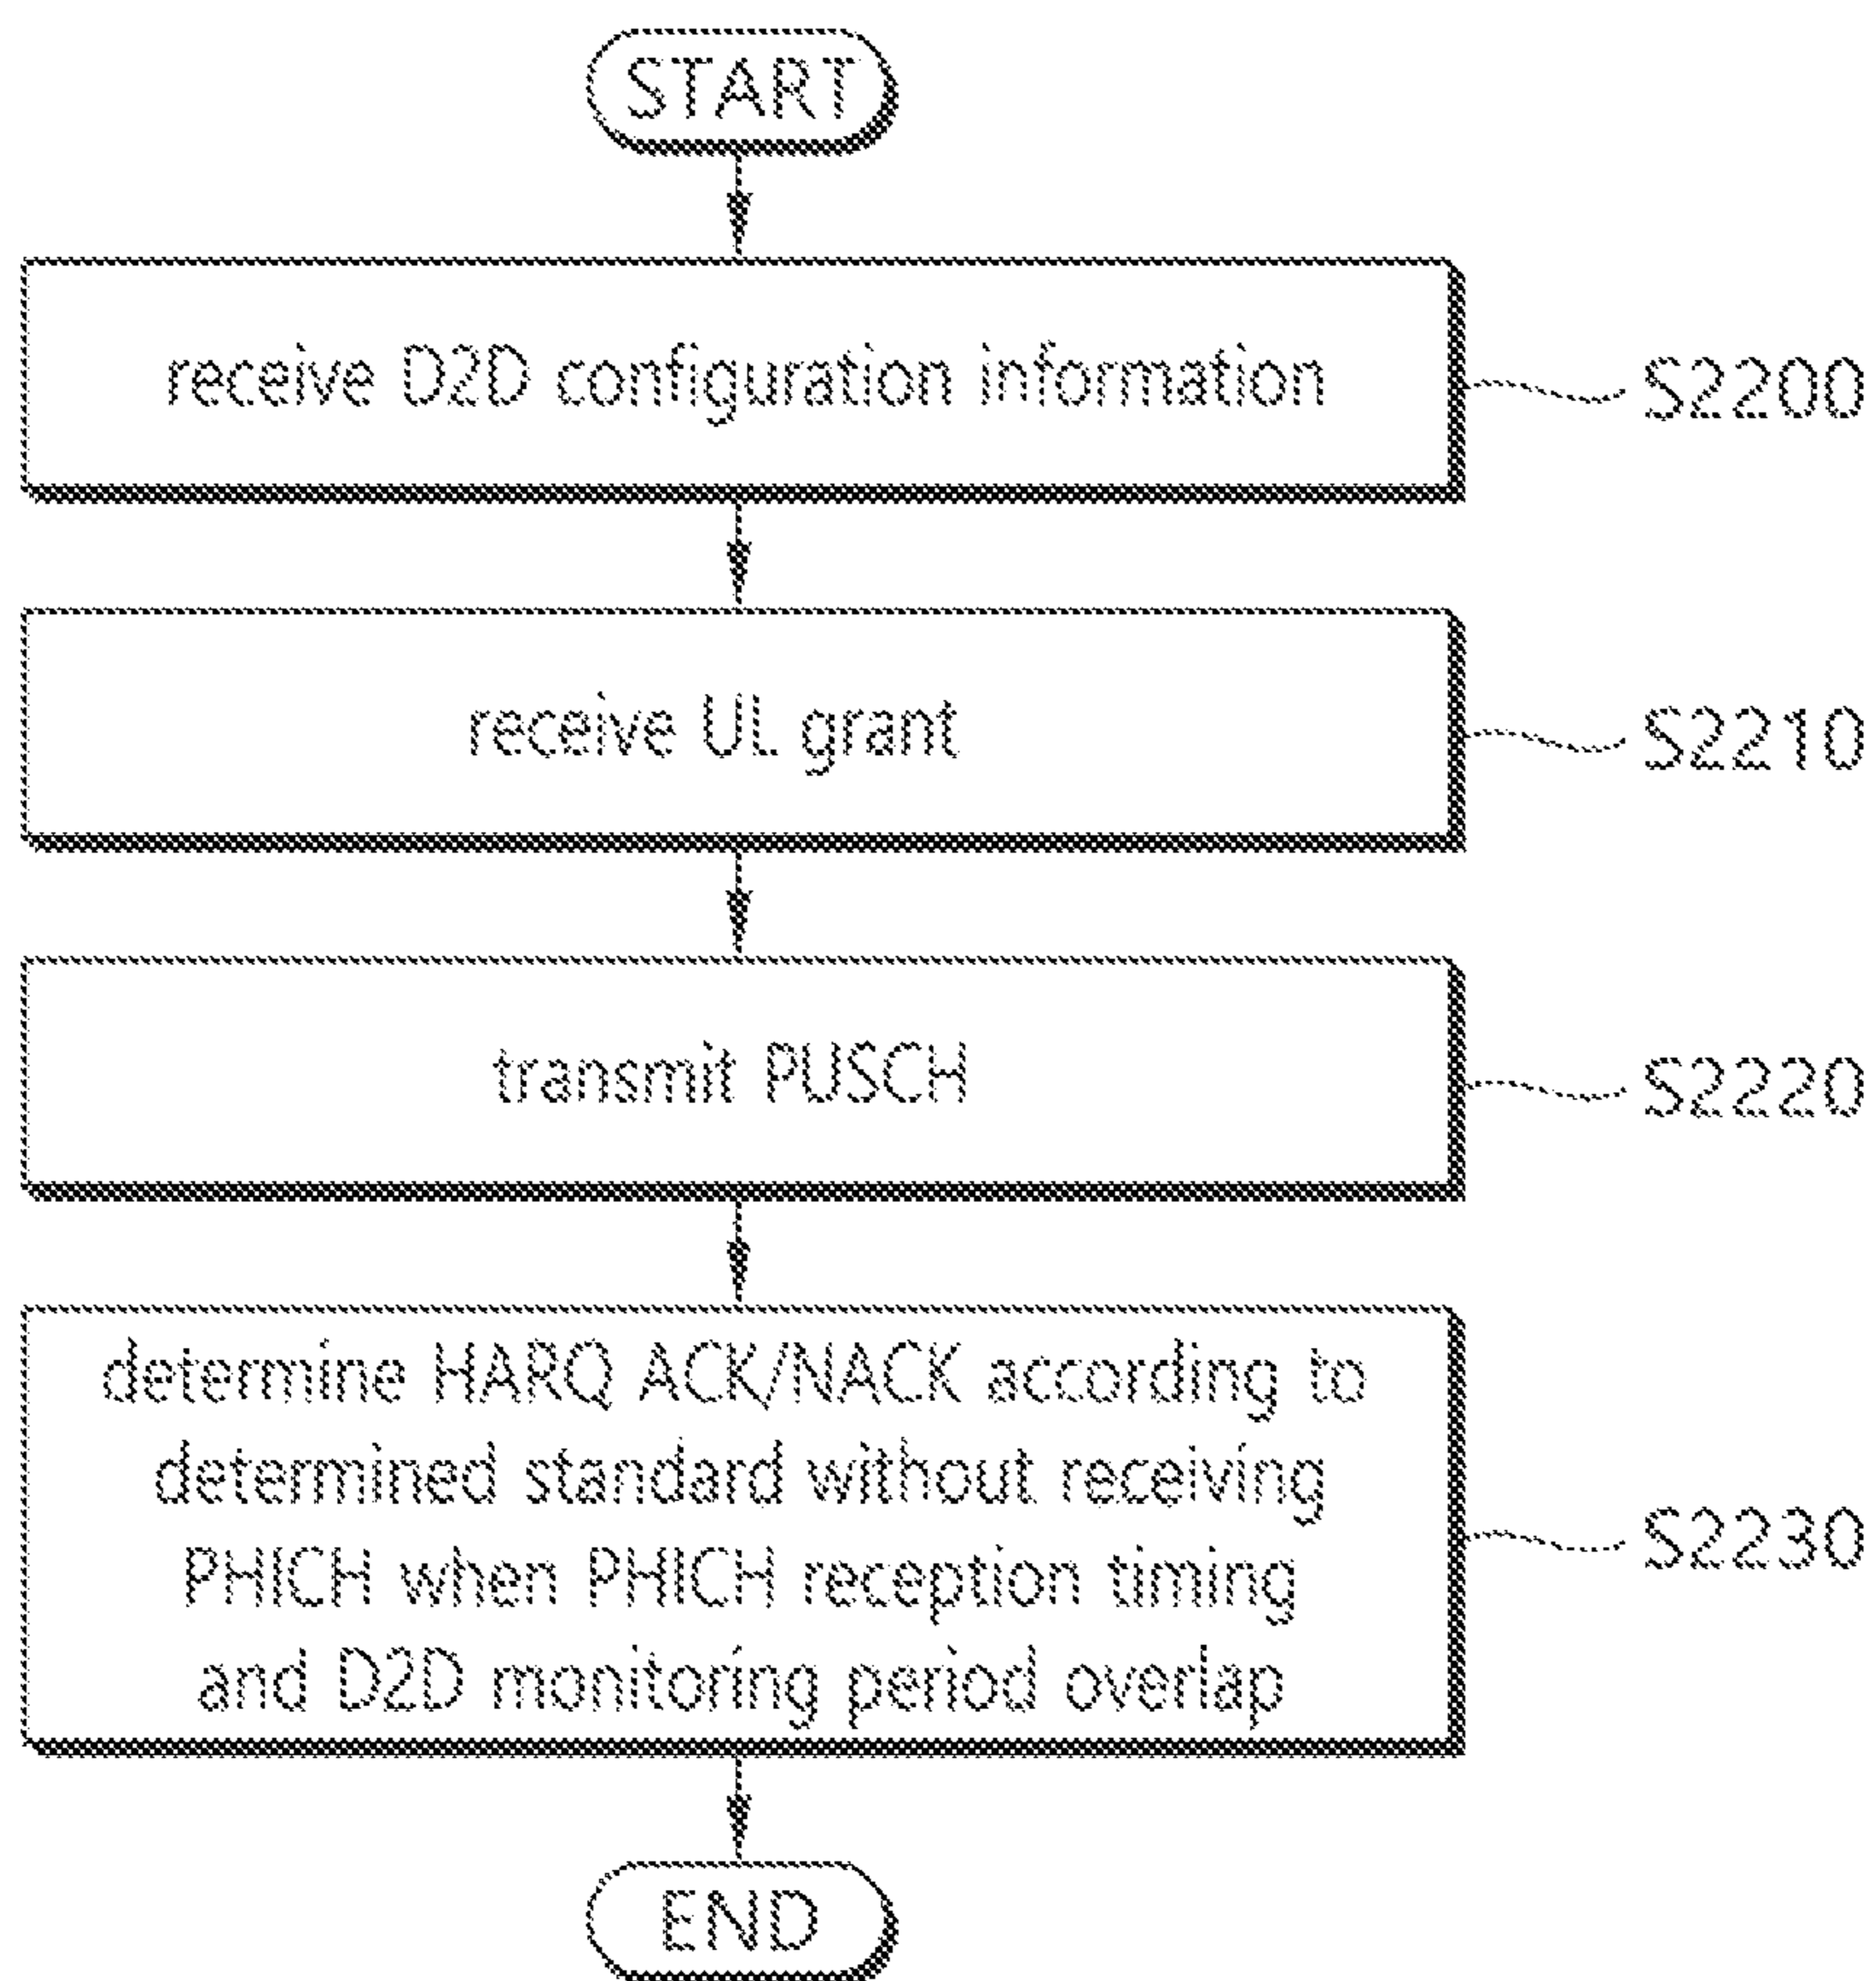 START
receive D2D configuration information
S2200
receive UL grant
S2210
transmit PUSCH
S2220
determine HARQ ACK/NACK according to
determined standard without receiving
PHICH when PHICH reception timing
and D2D monitoring period overlap
S2230
END